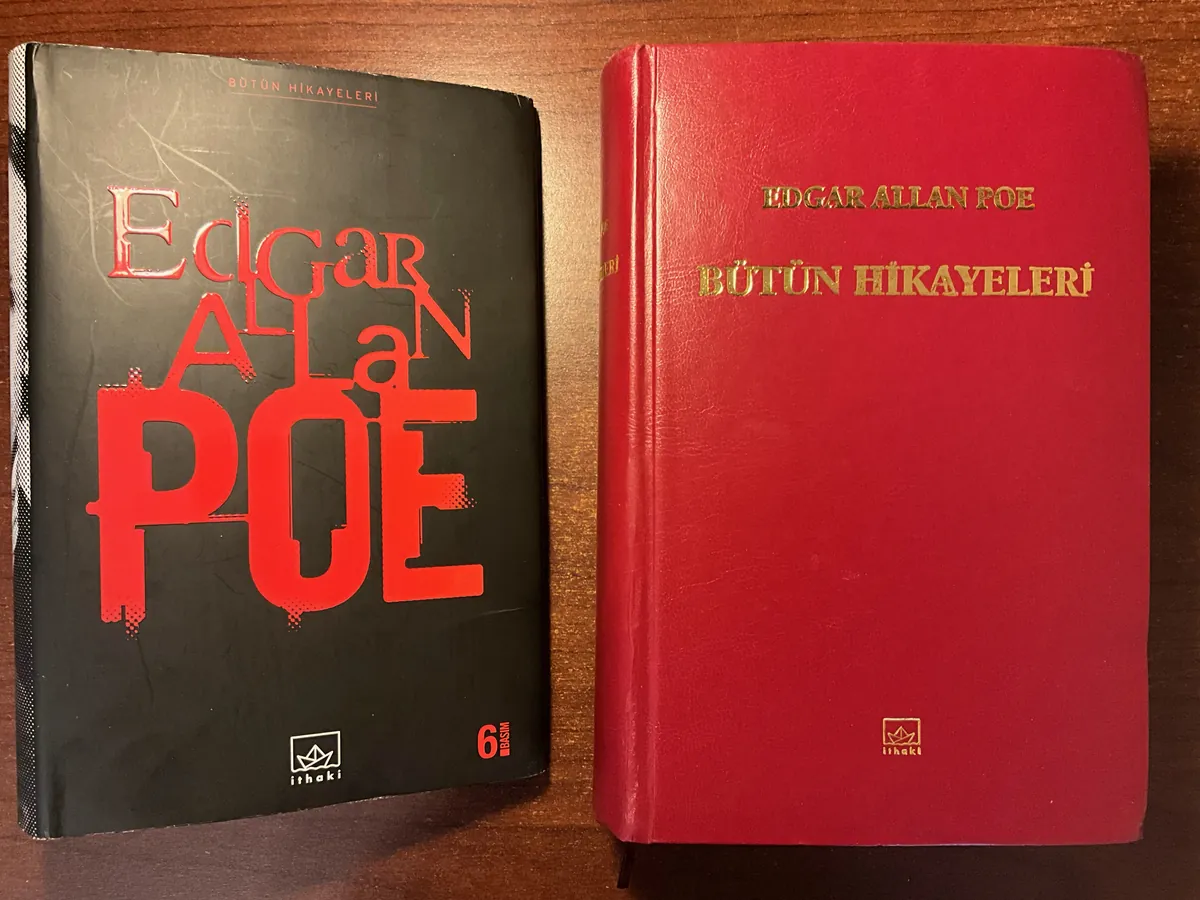 BÜTÜN HİKAYELERİ
EdGaR
ALLaN
POE
6. BASIM
ithaki
EDGAR ALLAN POE
BÜTÜN HİKAYELERİ
ithaki